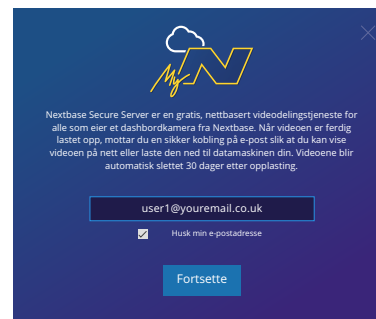 My N
Nextbase Secure Server er en gratis, nettbasert videodelingstjeneste for
alle som eier et dashbordkamera fra Nextbase. Når videoen er ferdig
lastet opp, mottar du en sikker kobling på e-post slik at du kan vise
videoen på nett eller laste den ned til datamaskinen din. Videoene blir
automatisk slettet 30 dager etter opplasting.
user1@youremail.co.uk
Husk min e-postadresse
Fortsette